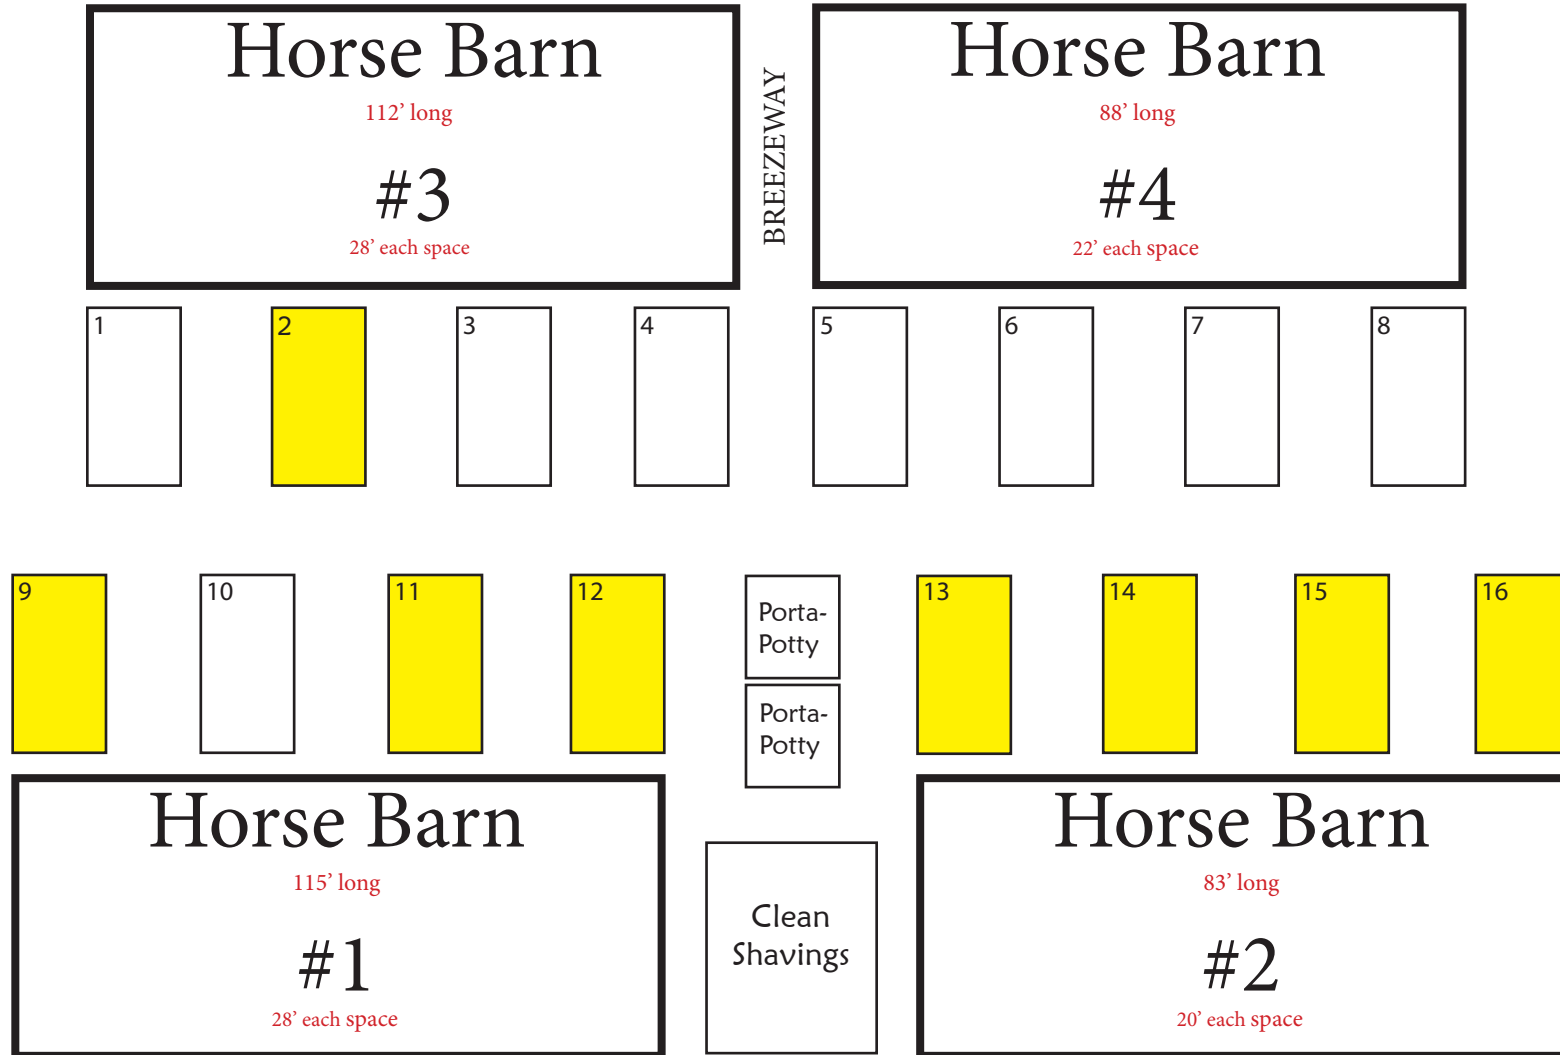 Horse Barn
112’ long
#3
28’ each space
BREEZEWAY
Horse Barn
88’ long
#4
22’ each space
1
2
3
4
5
6
7
8
9
10
11
12
Porta-
Potty
Porta-
Potty
13
14
15
16
Horse Barn
115’ long
#1
28’ each space
Clean
Shavings
Horse Barn
83’ long
#2
20’ each space